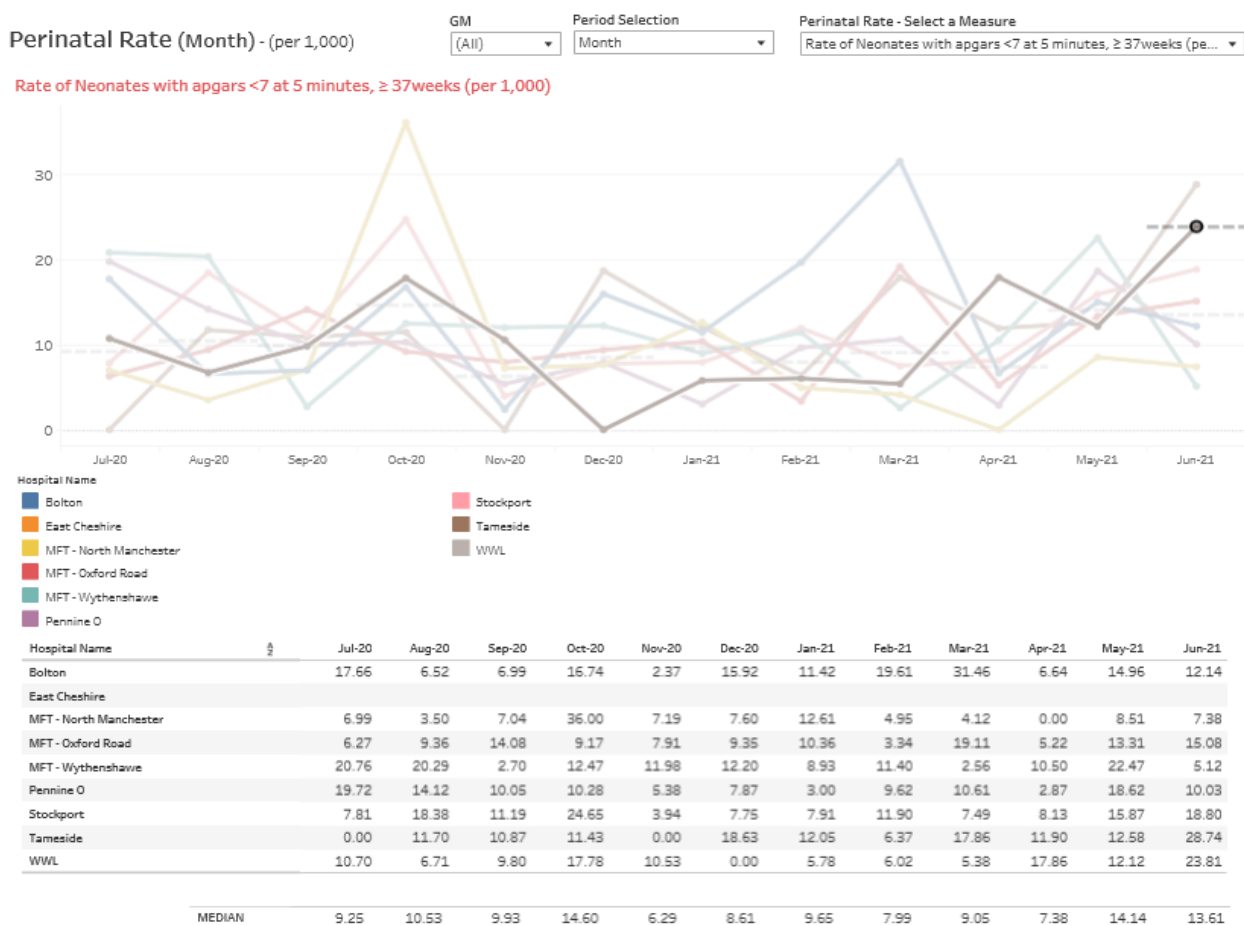 Perinatal Rate (Month) - (per 1,000)
GM
(All)
Period Selection
Month
Perinatal Rate - Select a Measure
Rate of Neonates with apgars <7 at 5 minutes, ≥ 37weeks (pe...
Rate of Neonates with apgars <7 at 5 minutes, ≥ 37weeks (per 1,000)
30
20
10
0
Jul-20 Aug-20 Sep-20 Oct-20 Nov-20 Dec-20 Jan-21 Feb-21 Mar-21 Apr-21 May-21 Jun-21
Hospital Name
Bolton
East Cheshire
MFT - North Manchester
MFT - Oxford Road
MFT - Wythenshawe
Pennine O
Stockport
Tameside
WWL
Hospital Name Jul-20 Aug-20 Sep-20 Oct-20 Nov-20 Dec-20 Jan-21 Feb-21 Mar-21 Apr-21 May-21 Jun-21
Bolton 17.66 6.52 6.99 16.74 2.37 15.92 11.42 19.61 31.46 6.64 14.96 12.14
East Cheshire
MFT - North Manchester 6.99 3.50 7.04 36.00 7.19 7.60 12.61 4.95 4.12 0.00 8.51 7.38
MFT - Oxford Road 6.27 9.36 14.08 9.17 7.91 9.35 10.36 3.34 19.11 5.22 13.31 15.08
MFT - Wythenshawe 20.76 20.29 2.70 12.47 11.98 12.20 8.93 11.40 2.56 10.50 22.47 5.12
Pennine O 19.72 14.12 10.05 10.28 5.38 7.87 3.00 9.62 10.61 2.87 18.62 10.03
Stockport 7.81 18.38 11.19 24.65 3.94 7.75 7.91 11.90 7.49 8.13 15.87 18.80
Tameside 0.00 11.70 10.87 11.43 0.00 18.63 12.05 6.37 17.86 11.90 12.58 28.74
WWL 10.70 6.71 9.80 17.78 10.53 0.00 5.78 6.02 5.38 17.86 12.12 23.81
MEDIAN 9.25 10.53 9.93 14.60 6.29 8.61 9.65 7.99 9.05 7.38 14.14 13.61